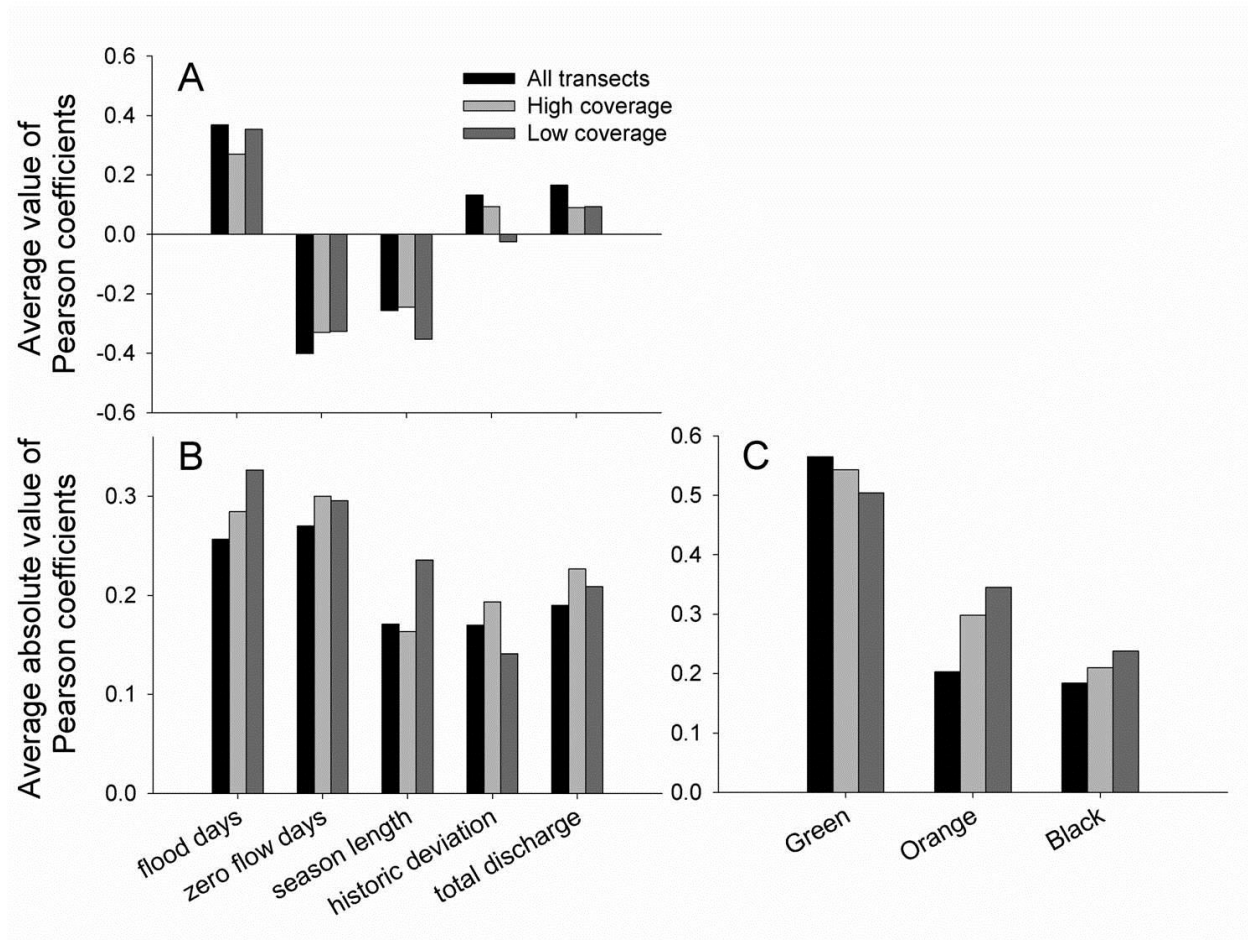 A
All transects
High coverage
Low coverage
0.6
0.4
0.2
0.0
-0.2
-0.4
-0.6
Average value of
Pearson coefficients
B
0.3
0.2
0.1
0.0
Average absolute value of
Pearson coefficients
flood days
zero flow days
season length
historic deviation
total discharge
C
0.6
0.5
0.4
0.3
0.2
0.1
0.0
Green
Orange
Black